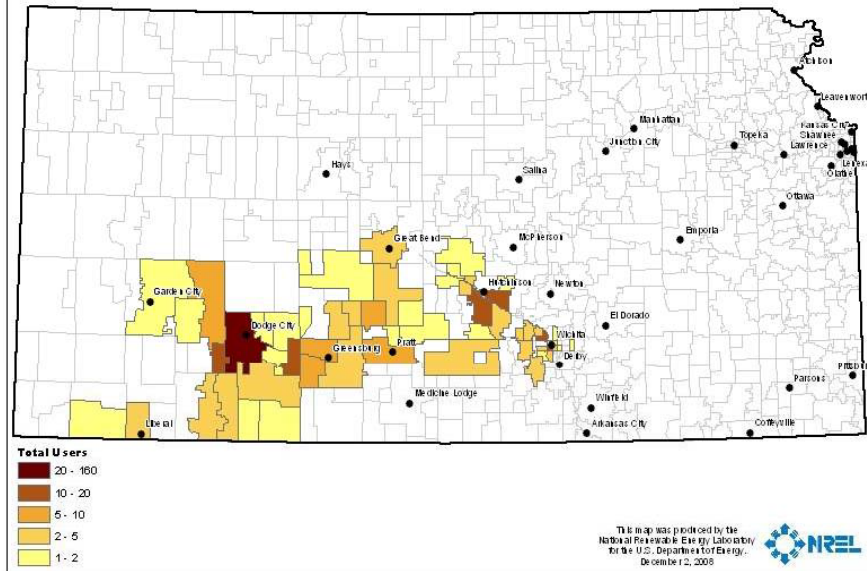 Atchison
Leavenwort
Kansas City
Manhattan
Shawnee
Topeka
Lawrence
Lenexa
Junction City
Olathe
Hays
Salina
Ottawa
Emporia
Great Bend
McPherson
Hutchinson
Newton
Garden City
El Dorado
Dodge City
Wichita
Greensburg
Pratt
Derby
Pittsbur
Parsons
Medicine Lodge
Winfield
Liberal
Arkansas City
Coffeyville
Total Users
20 - 160
10 - 20
5 - 10
2 - 5
1 - 2
This map was produced by the
National Renewable Energy Laboratory
for the U.S. Department of Energy.
December 2, 2008
NREL